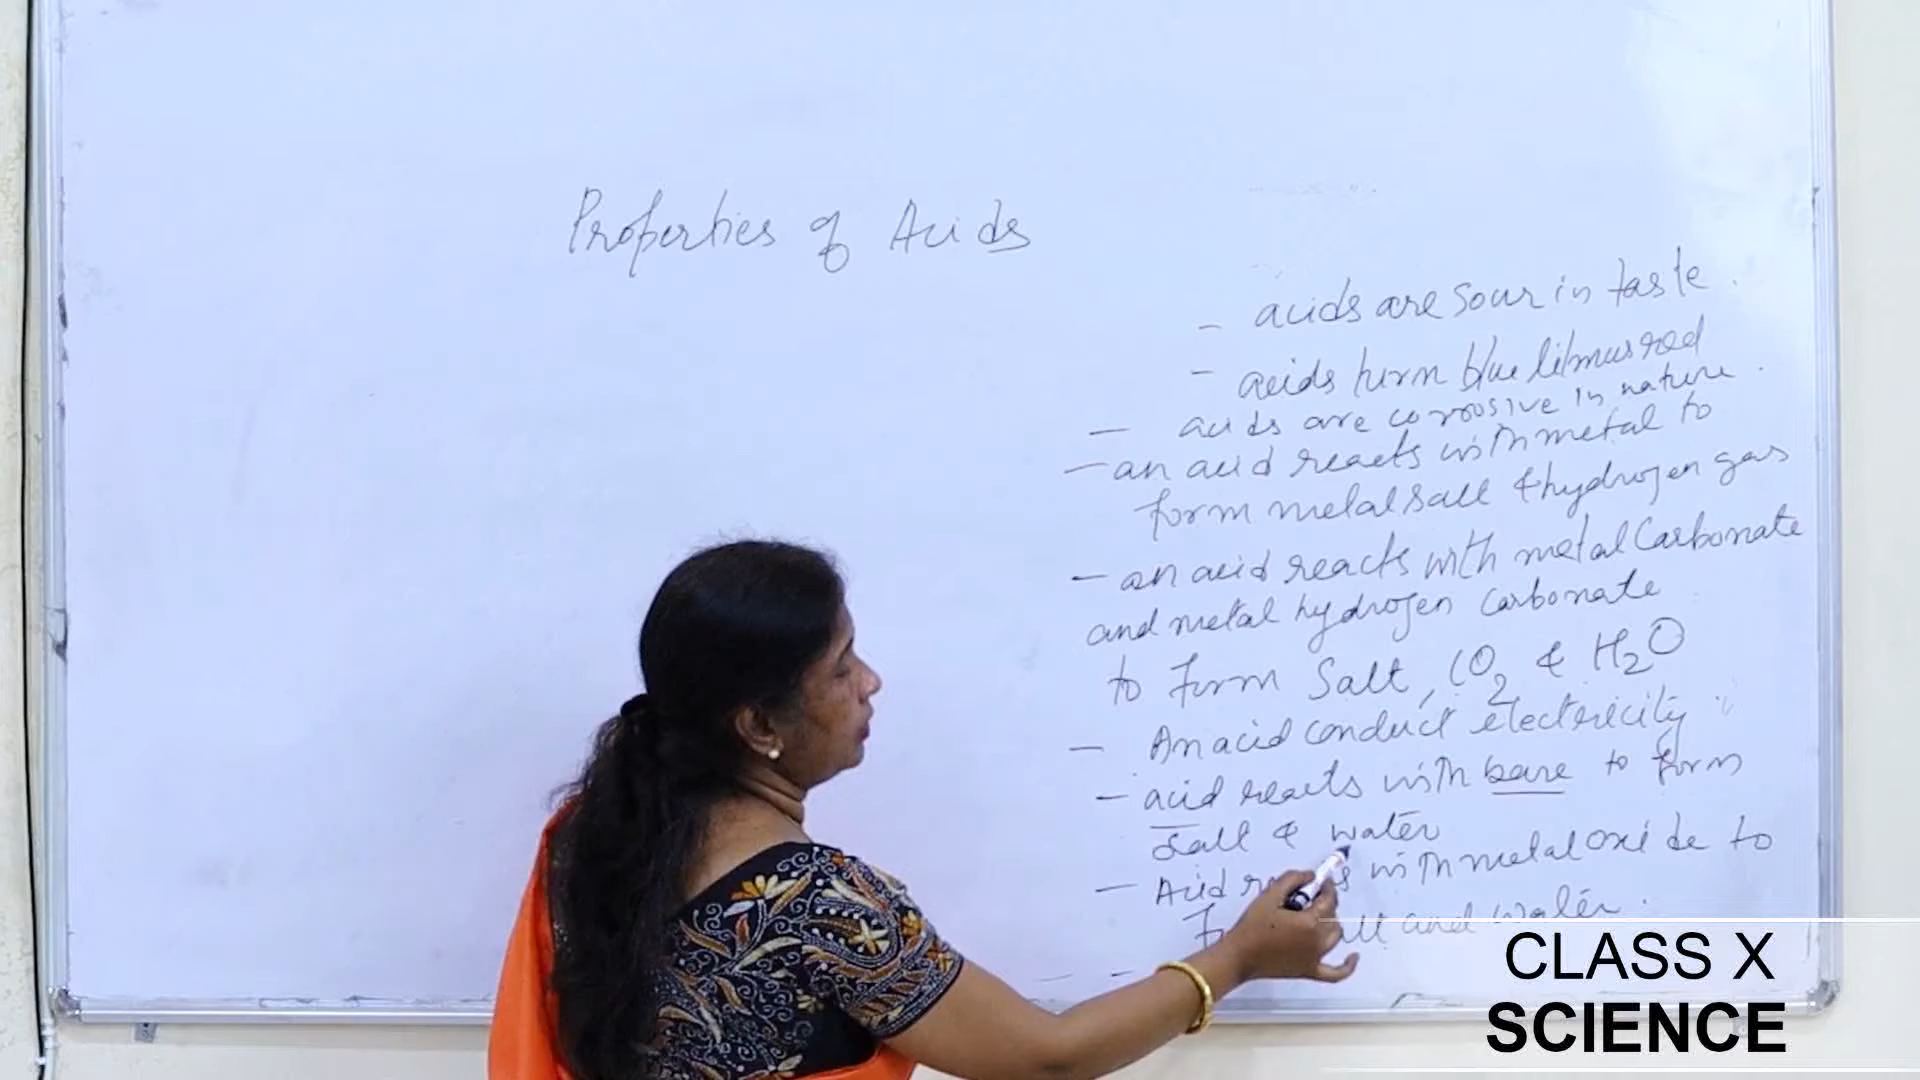 Properties of Acids
- acids are sour in taste.
- acids turn blue litmus red
- acids are corrosive in nature.
- an acid reacts with metal to
form metal salt & hydrogen gas
- an acid reacts with metal Carbonate
and metal hydrogen carbonate
to Form Salt, CO2 & H2O
- An acid conduct electricity
- acid reacts with base to form
Salt & water
- Acid with metal oxide to
and water.
CLASS X
SCIENCE